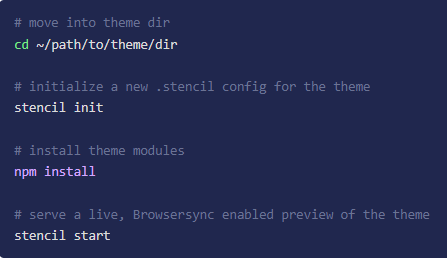 # move into theme dir
cd ~/path/to/theme/dir
# initialize a new .stencil config for the theme
stencil init
# install theme modules
npm install
# serve a live, Browsersync enabled preview of the theme
stencil start